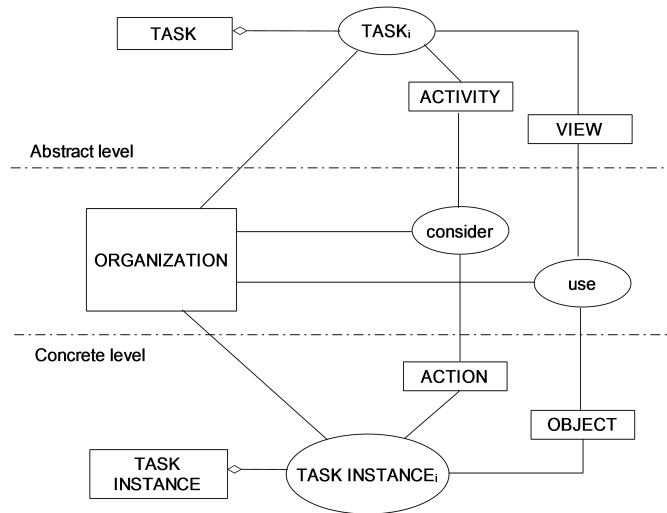 TASK
TASKᵢ
ACTIVITY
VIEW
Abstract level
ORGANIZATION
consider
use
Concrete level
ACTION
OBJECT
TASK
INSTANCE
TASK INSTANCEᵢ